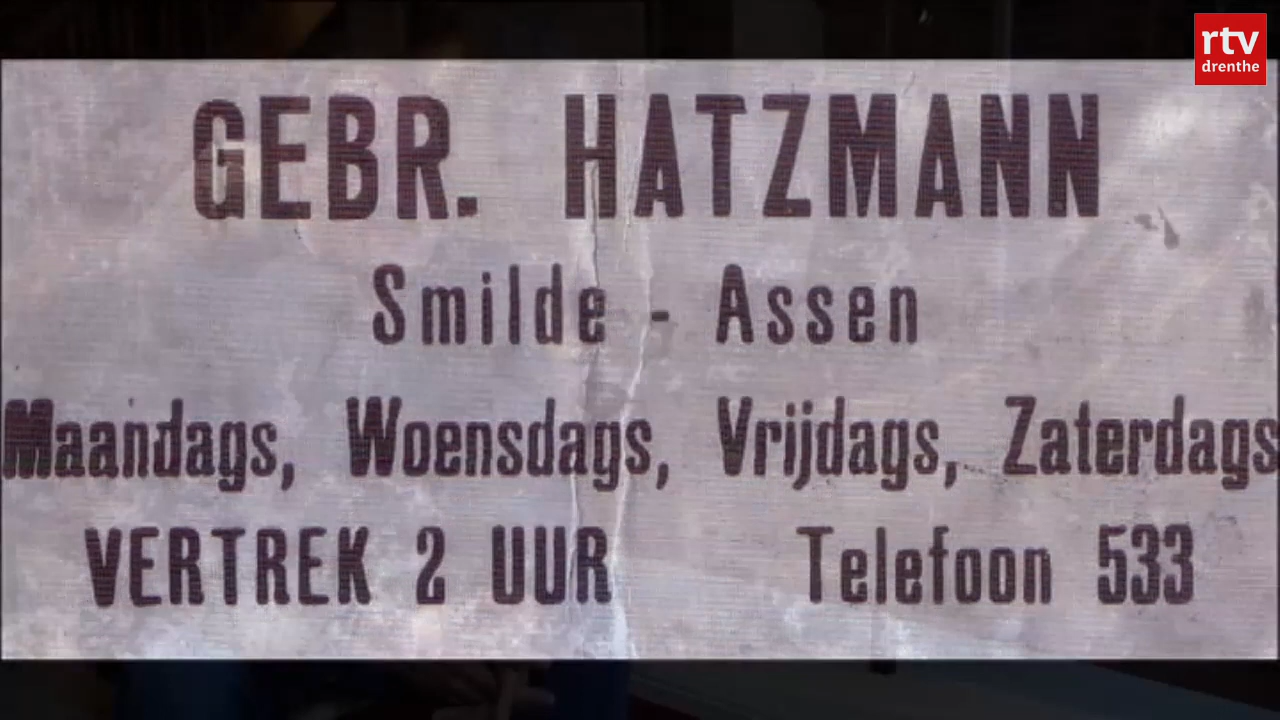 rtv
drenthe
GEBR. HATZMANN
Smilde - Assen
Maandags, Woensdags, Vrijdags, Zaterdags
VERTREK 2 UUR Telefoon 533